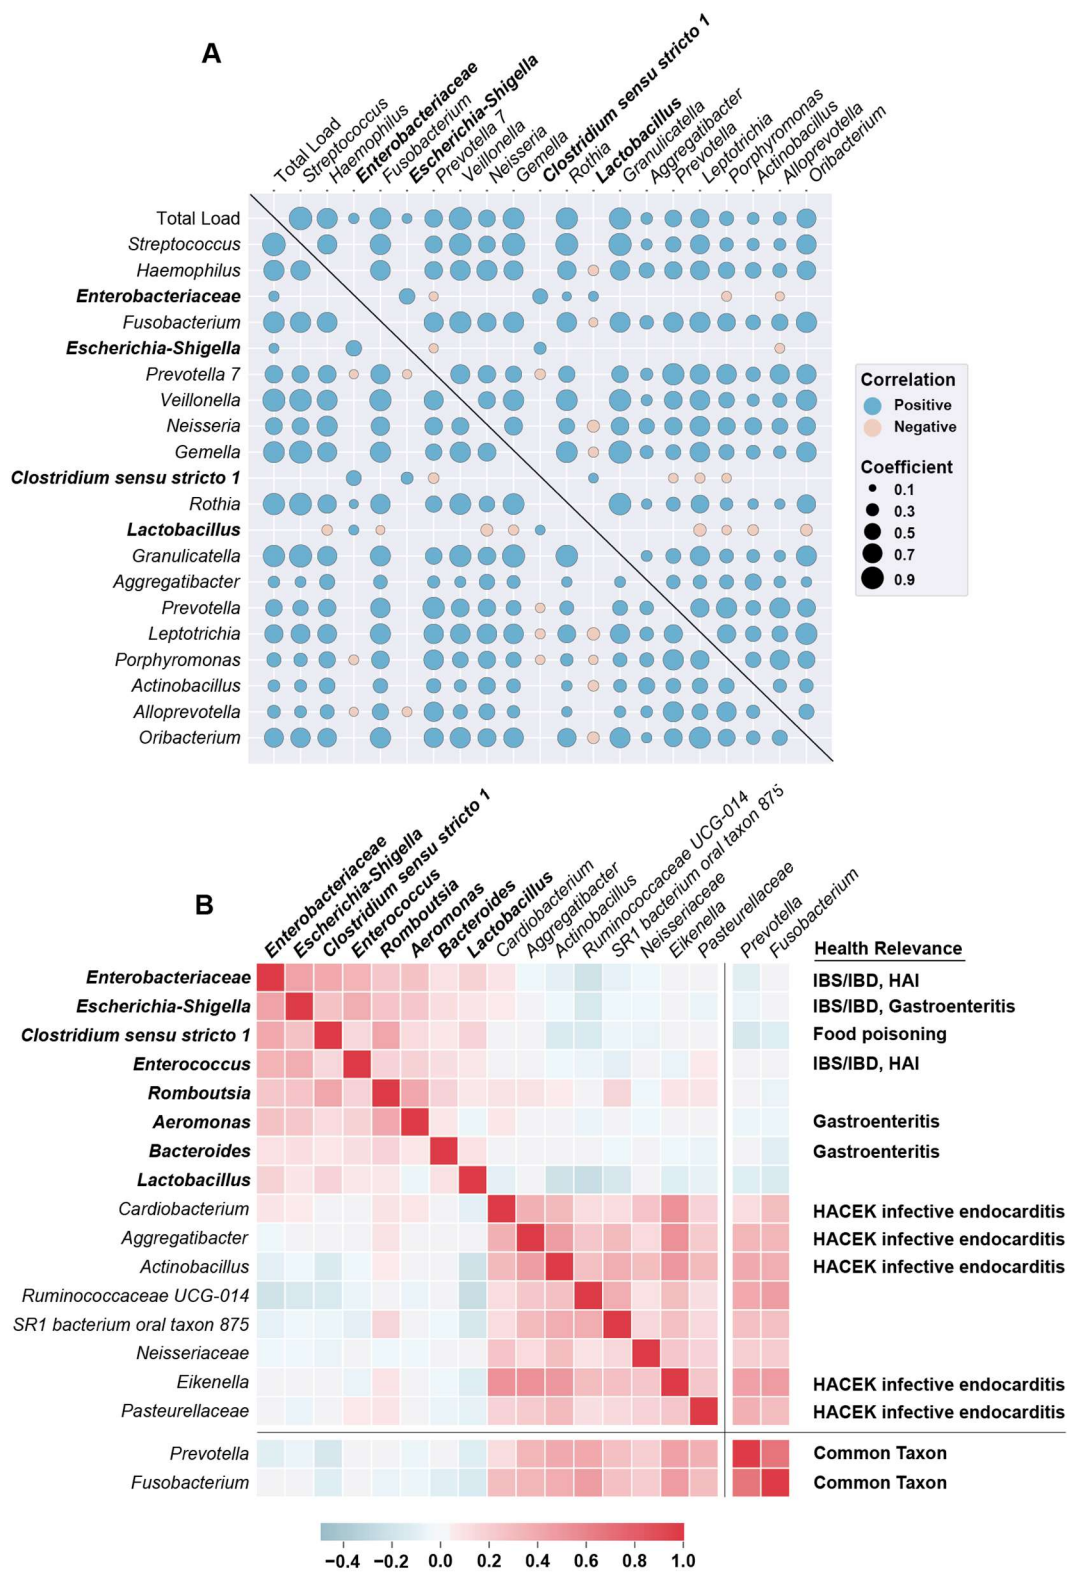 A
Total Load
Streptococcus
Haemophilus
Enterobacteriaceae
Fusobacterium
Escherichia-Shigella
Prevotella 7
Veillonella
Neisseria
Gemella
Clostridium sensu stricto 1
Rothia
Lactobacillus
Granulicatella
Aggregatibacter
Prevotella
Leptotrichia
Porphyromonas
Actinobacillus
Alloprevotella
Oribacterium
Total Load
Streptococcus
Haemophilus
Enterobacteriaceae
Fusobacterium
Escherichia-Shigella
Prevotella 7
Veillonella
Neisseria
Gemella
Clostridium sensu stricto 1
Rothia
Lactobacillus
Granulicatella
Aggregatibacter
Prevotella
Leptotrichia
Porphyromonas
Actinobacillus
Alloprevotella
Oribacterium
Correlation
Positive
Negative
Coefficient
0.1
0.3
0.5
0.7
0.9
B
Enterobacteriaceae
Escherichia-Shigella
Clostridium sensu stricto 1
Enterococcus
Romboutsia
Aeromonas
Bacteroides
Lactobacillus
Cardiobacterium
Aggregatibacter
Actinobacillus
Ruminococcaceae UCG-014
SR1 bacterium oral taxon 875
Neisseriaceae
Eikenella
Pasteurellaceae
Prevotella
Fusobacterium
Health Relevance
Enterobacteriaceae IBS/IBD, HAI
Escherichia-Shigella IBS/IBD, Gastroenteritis
Clostridium sensu stricto 1 Food poisoning
Enterococcus IBS/IBD, HAI
Romboutsia
Aeromonas Gastroenteritis
Bacteroides Gastroenteritis
Lactobacillus
Cardiobacterium HACEK infective endocarditis
Aggregatibacter HACEK infective endocarditis
Actinobacillus HACEK infective endocarditis
Ruminococcaceae UCG-014
SR1 bacterium oral taxon 875
Neisseriaceae
Eikenella HACEK infective endocarditis
Pasteurellaceae HACEK infective endocarditis
Prevotella Common Taxon
Fusobacterium Common Taxon
−0.4 −0.2 0.0 0.2 0.4 0.6 0.8 1.0